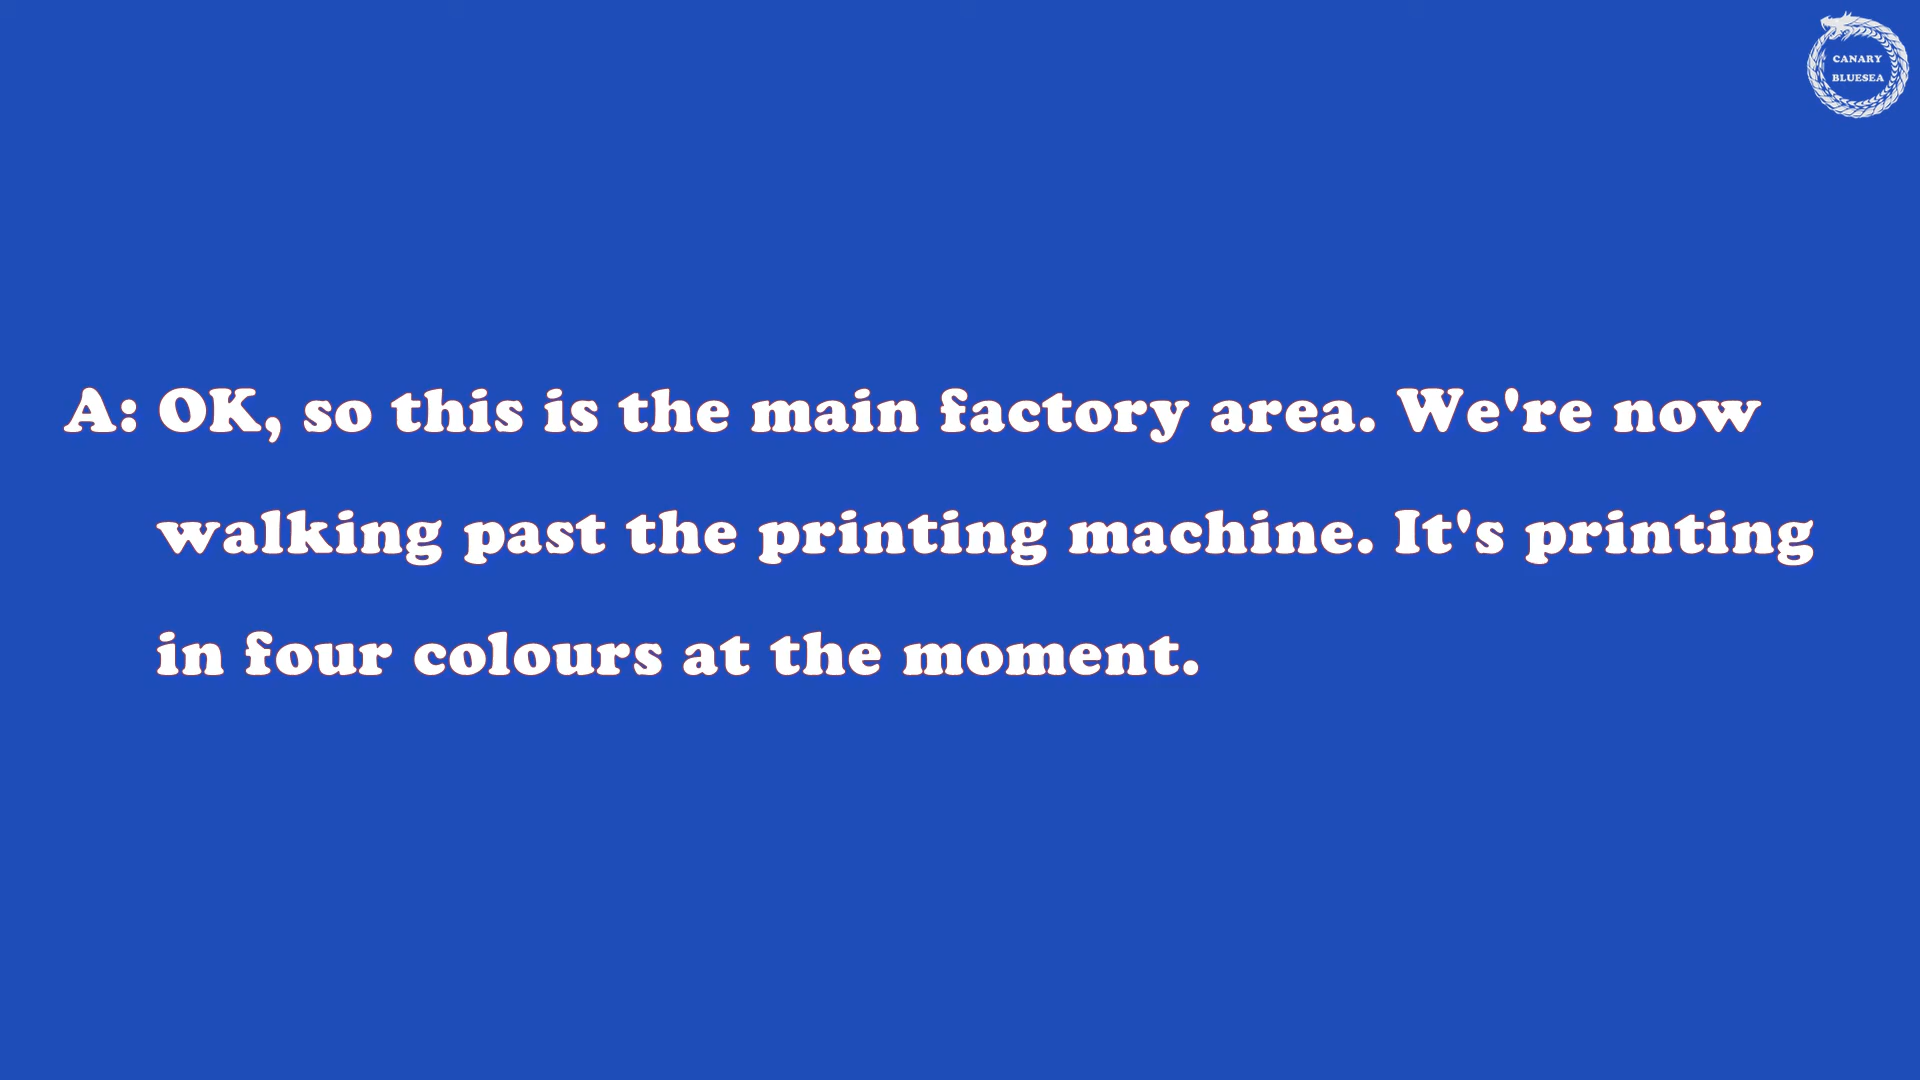 CANARY
BLUESEA
A: OK, so this is the main factory area. We're now
walking past the printing machine. It's printing
in four colours at the moment.